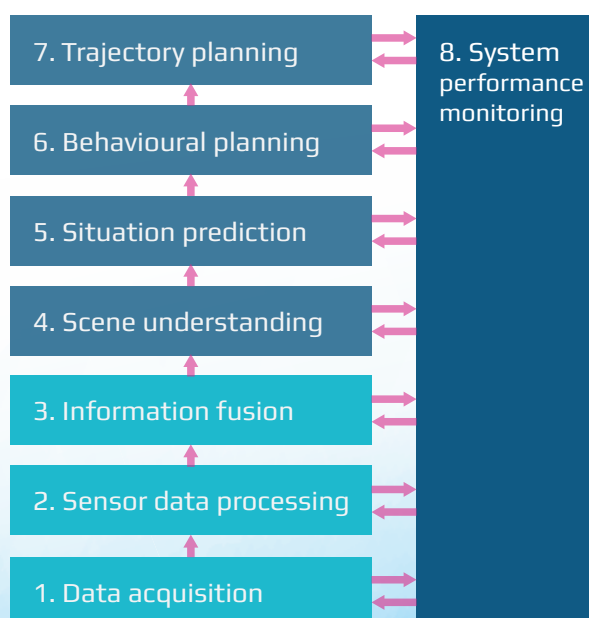 7. Trajectory planning
8. System
performance
monitoring
6. Behavioural planning
5. Situation prediction
4. Scene understanding
3. Information fusion
2. Sensor data processing
1. Data acquisition